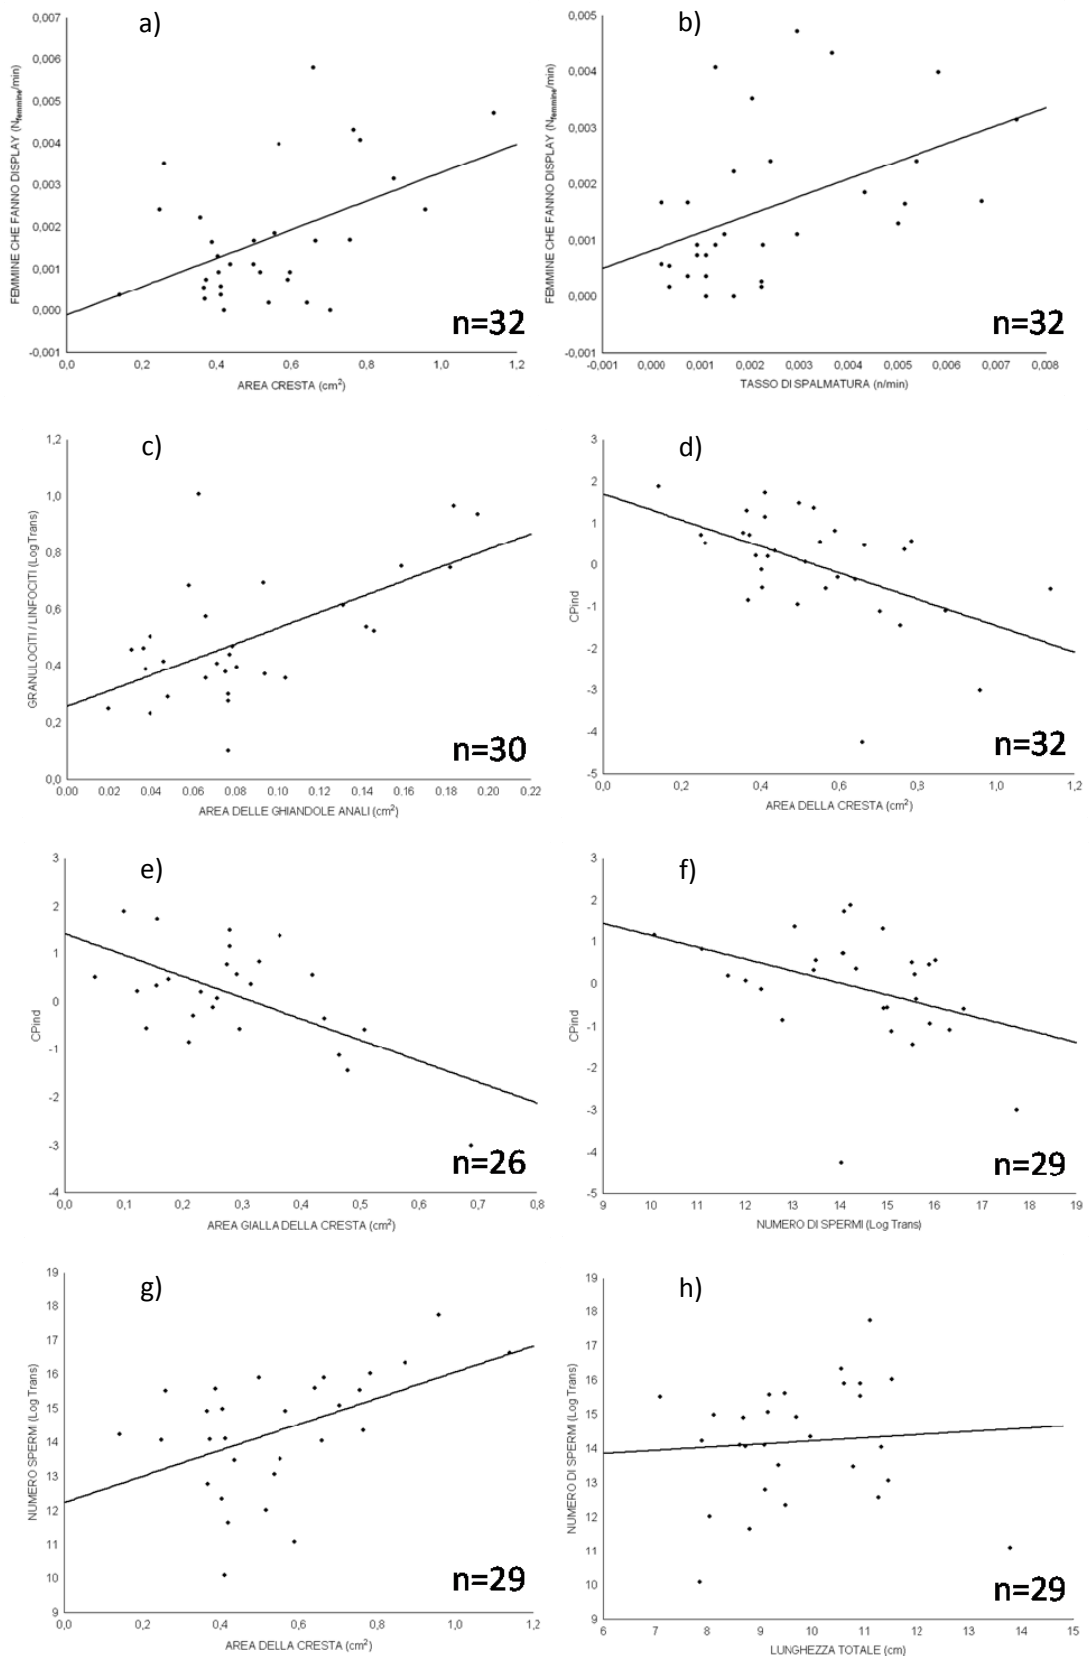 a)
FEMMINE CHE FANNO DISPLAY (Nfemmine/min)
0,007
0,006
0,005
0,004
0,003
0,002
0,001
0,000
-0,001
n=32
0,0 0,2 0,4 0,6 0,8 1,0 1,2
AREA CRESTA (cm²)
b)
FEMMINE CHE FANNO DISPLAY (Nfemmine/min)
0,005
0,004
0,003
0,002
0,001
0,000
-0,001
n=32
-0,001 0,000 0,001 0,002 0,003 0,004 0,005 0,006 0,007 0,008
TASSO DI SPALMATURA (n/min)
c)
GRANULOCITI / LINFOCITI (Log Trans)
1,2
1,0
0,8
0,6
0,4
0,2
0,0
n=30
0.00 0.02 0.04 0.06 0.08 0.10 0.12 0.14 0.16 0.18 0.20 0.22
AREA DELLE GHIANDOLE ANALI (cm²)
d)
CPind
3
2
1
0
-1
-2
-3
-4
-5
n=32
0,0 0,2 0,4 0,6 0,8 1,0 1,2
AREA DELLA CRESTA (cm²)
e)
CPind
3
2
1
0
-1
-2
-3
-4
n=26
0,0 0,1 0,2 0,3 0,4 0,5 0,6 0,7 0,8
AREA GIALLA DELLA CRESTA (cm²)
f)
CPind
3
2
1
0
-1
-2
-3
-4
-5
n=29
9 10 11 12 13 14 15 16 17 18 19
NUMERO DI SPERMI (Log Trans)
g)
NUMERO SPERMI (Log Trans)
19
18
17
16
15
14
13
12
11
10
9
n=29
0,0 0,2 0,4 0,6 0,8 1,0 1,2
AREA DELLA CRESTA (cm²)
h)
NUMERO DI SPERMI (Log Trans)
19
18
17
16
15
14
13
12
11
10
9
n=29
6 7 8 9 10 11 12 13 14 15
LUNGHEZZA TOTALE (cm)